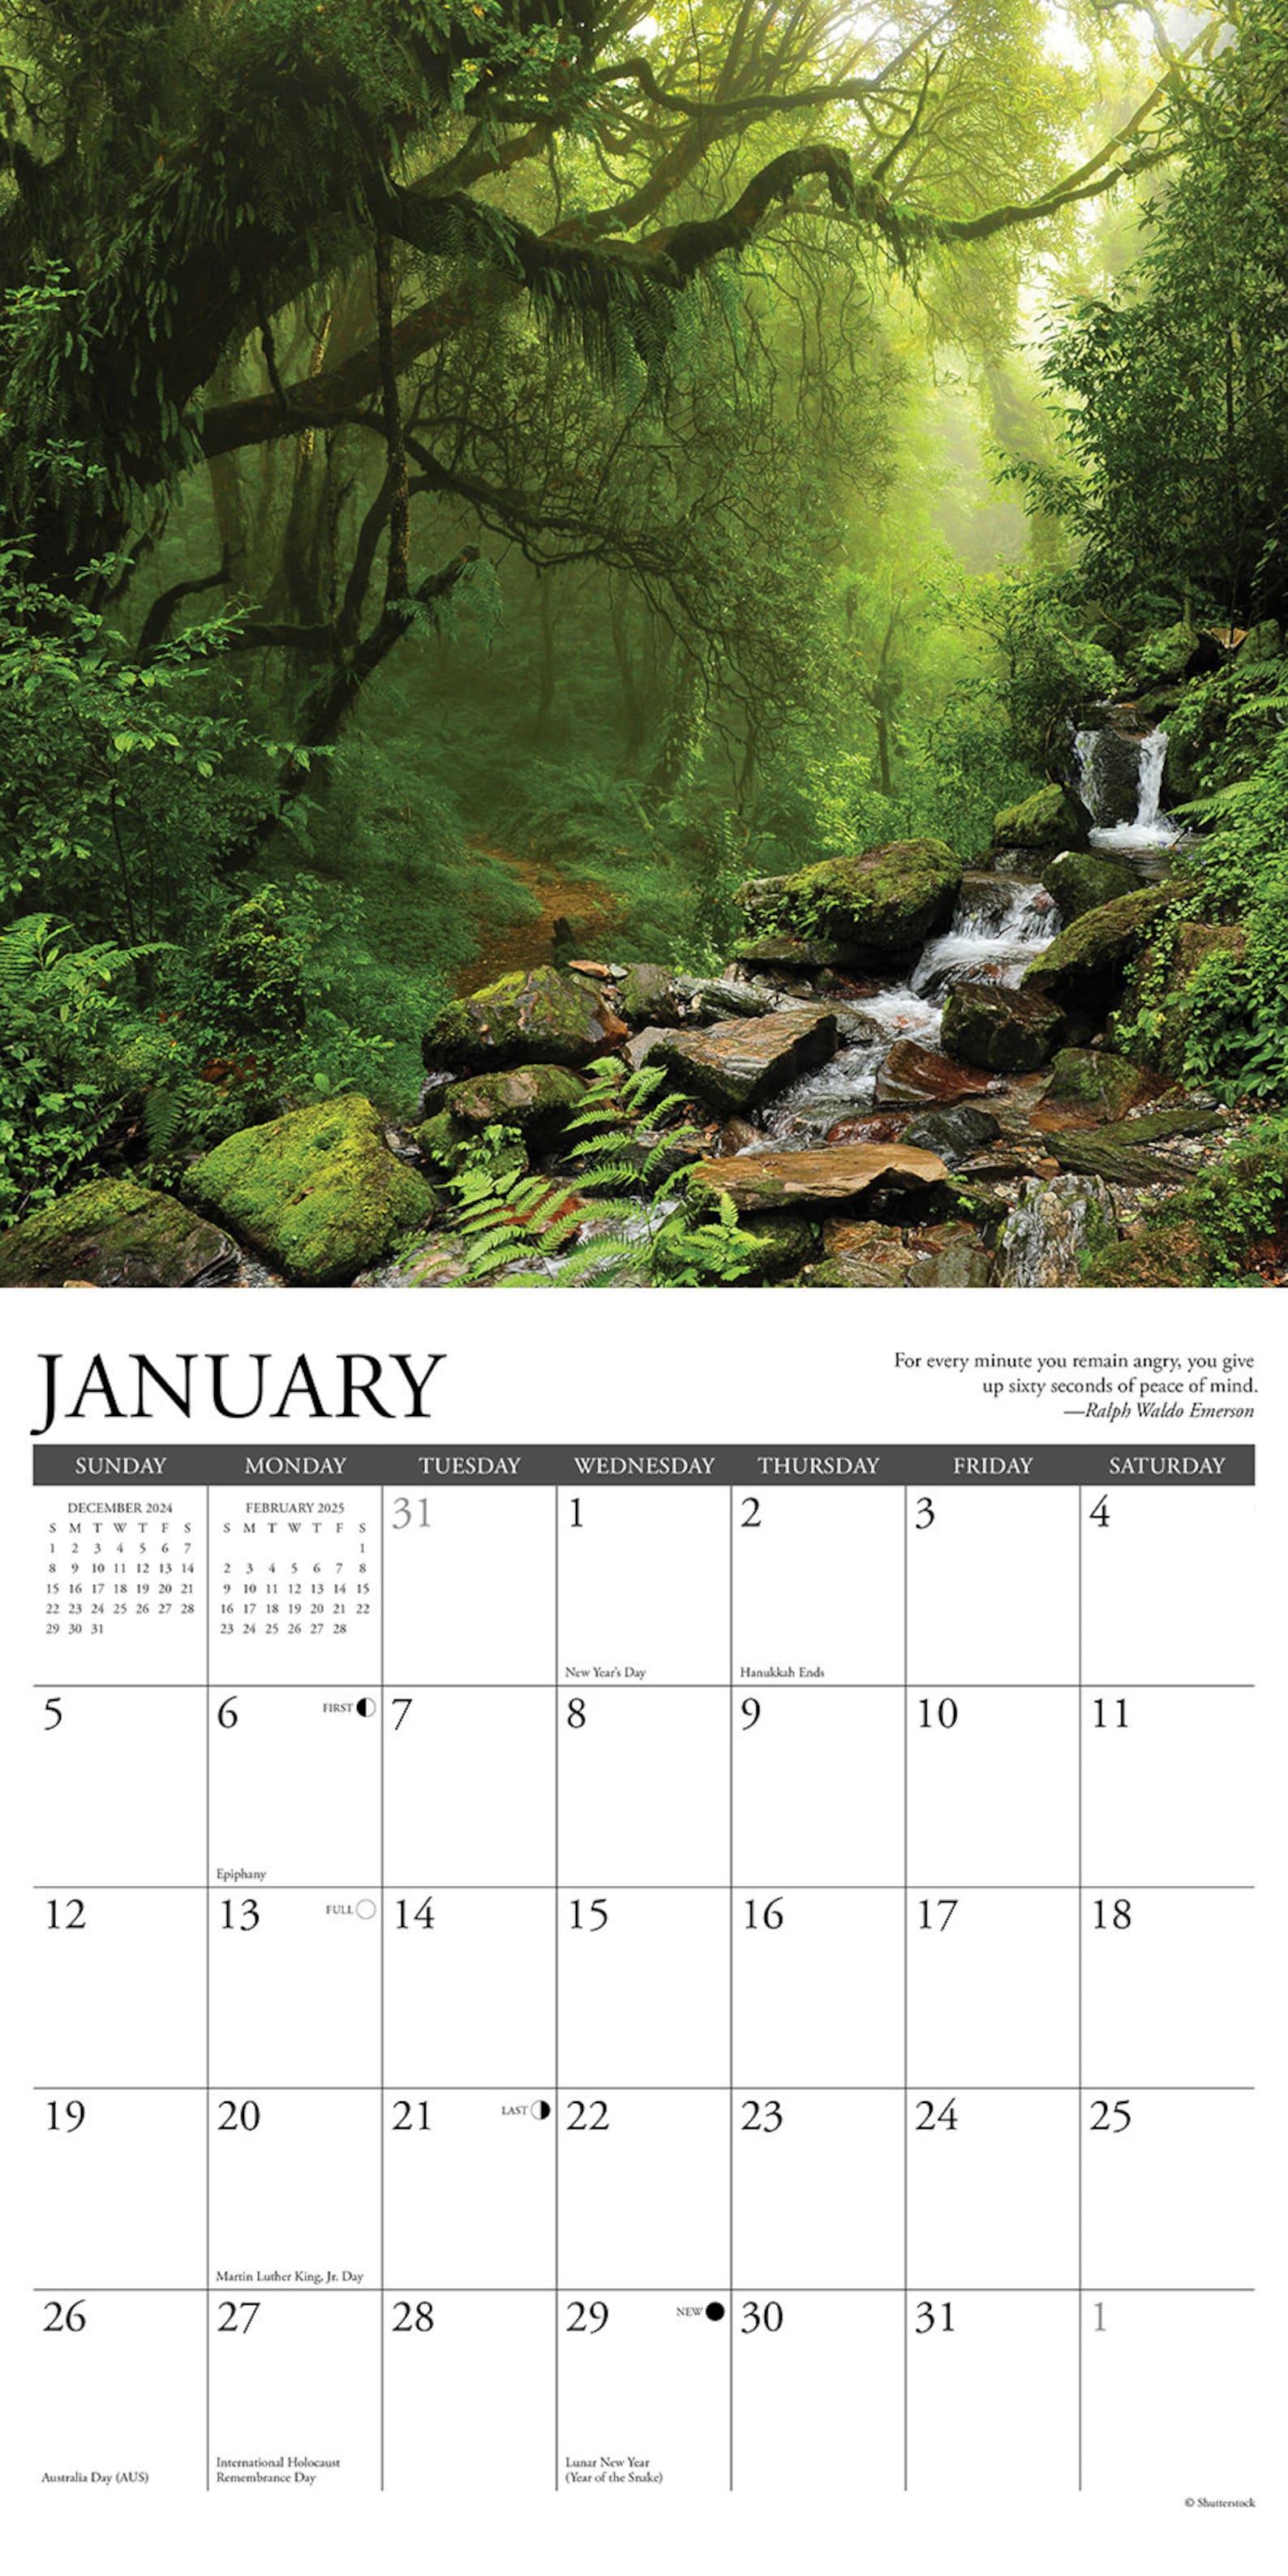 JANUARY
For every minute you remain angry, you give
up sixty seconds of peace of mind.
—Ralph Waldo Emerson
SUNDAY MONDAY TUESDAY WEDNESDAY THURSDAY FRIDAY SATURDAY
DECEMBER 2024
S M T W T F S
1 2 3 4 5 6 7
8 9 10 11 12 13 14
15 16 17 18 19 20 21
22 23 24 25 26 27 28
29 30 31
FEBRUARY 2025
S M T W T F S
1
2 3 4 5 6 7 8
9 10 11 12 13 14 15
16 17 18 19 20 21 22
23 24 25 26 27 28
31 1 2 3 4
New Year's Day Hanukkah Ends
5 6 FIRST 7 8 9 10 11
Epiphany
12 13 FULL 14 15 16 17 18
19 20 21 LAST 22 23 24 25
Martin Luther King, Jr. Day
26 27 28 29 NEW 30 31 1
Australia Day (AUS)
International Holocaust
Remembrance Day
Lunar New Year
(Year of the Snake)
© Shutterstock